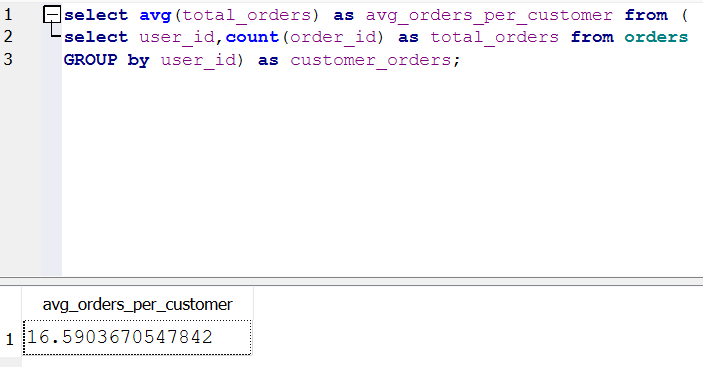 1 select avg(total_orders) as avg_orders_per_customer from (
2 select user_id,count(order_id) as total_orders from orders
3 GROUP by user_id) as customer_orders;
avg_orders_per_customer
1 16.5903670547842